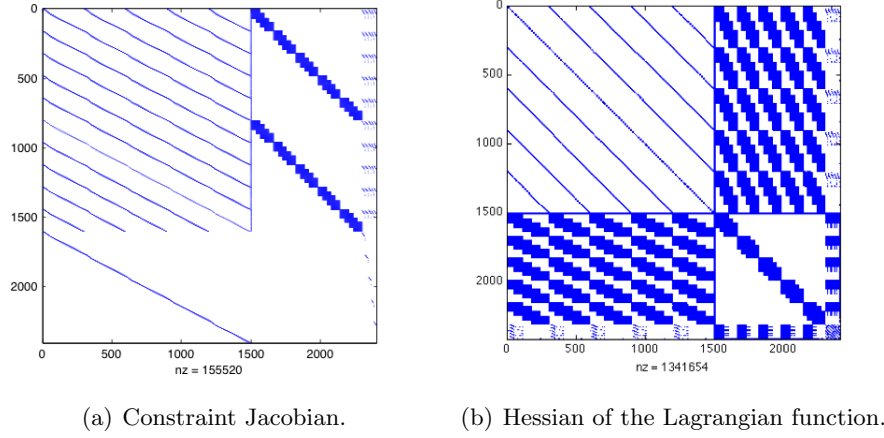 0
500
1000
1500
2000
0 500 1000 1500 2000
nz = 155520
0
500
1000
1500
2000
0 500 1000 1500 2000
nz = 1341654
(a) Constraint Jacobian.
(b) Hessian of the Lagrangian function.